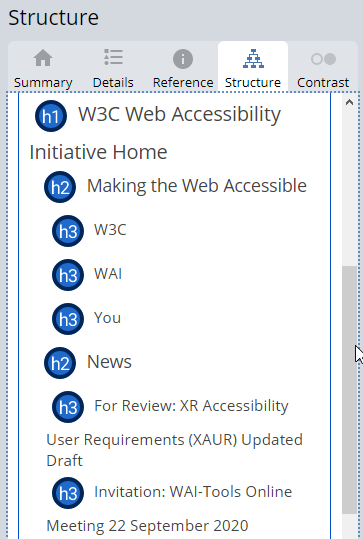 Structure
Summary Details Reference Structure Contrast
h1 W3C Web Accessibility
Initiative Home
h2 Making the Web Accessible
h3 W3C
h3 WAI
h3 You
h2 News
h3 For Review: XR Accessibility
User Requirements (XAUR) Updated
Draft
h3 Invitation: WAI-Tools Online
Meeting 22 September 2020